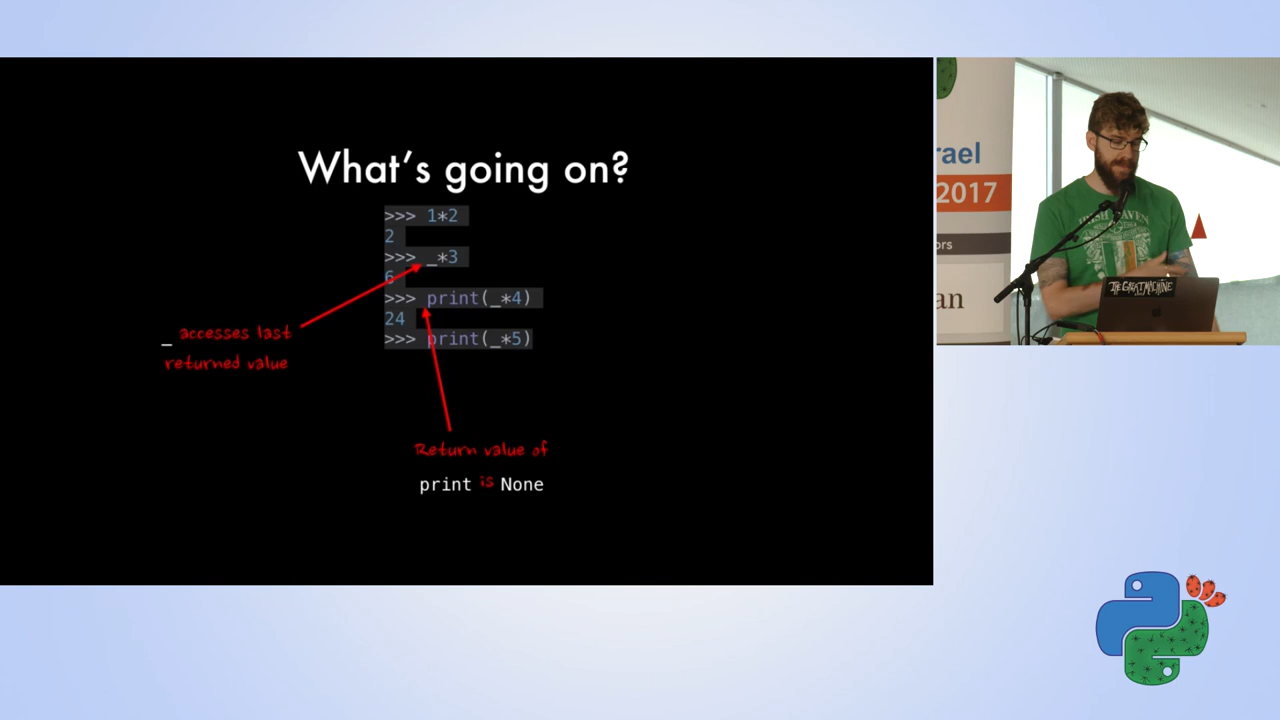 What's going on?
>>> 1*2
2
>>> _*3
6
>>> print(_*4)
24
>>> print(_*5)
_ accesses last
returned value
Return value of
print is None
rael
2017
ors
an
IRISH
THE GREAT MACHINE